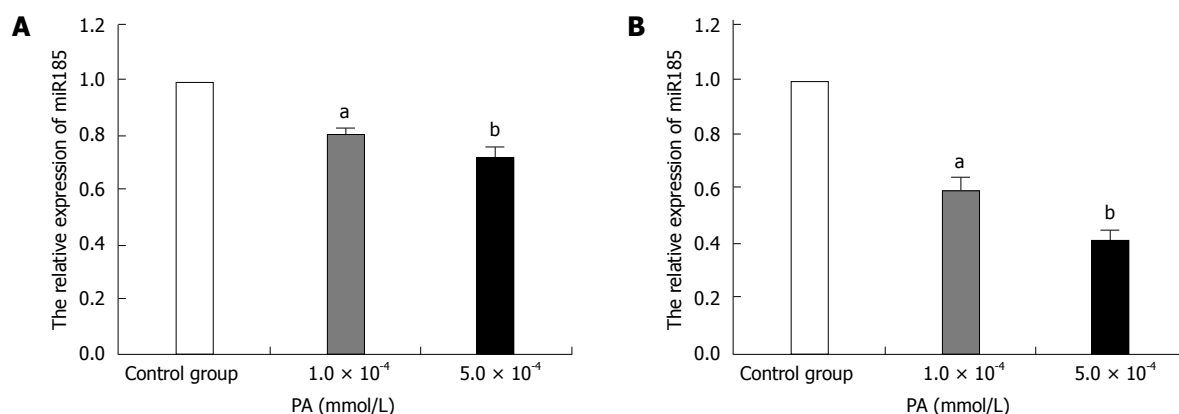 A
The relative expression of miR185
1.2
1.0
0.8
0.6
0.4
0.2
0.0
a
b
Control group
1.0 × 10⁻⁴
5.0 × 10⁻⁴
PA (mmol/L)
B
The relative expression of miR185
1.2
1.0
0.8
0.6
0.4
0.2
0.0
a
b
Control group
1.0 × 10⁻⁴
5.0 × 10⁻⁴
PA (mmol/L)